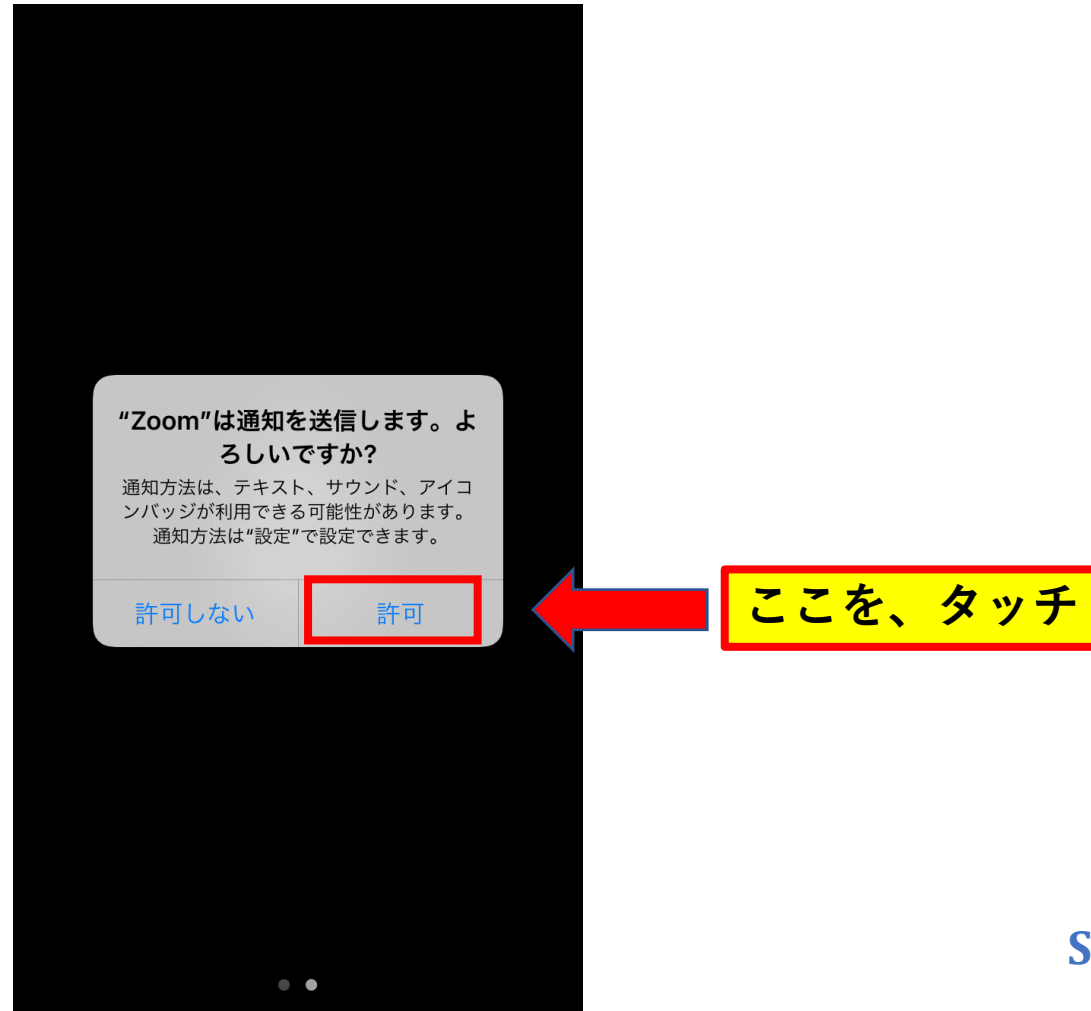 “Zoom”は通知を送信します。よ
ろしいですか?
通知方法は、テキスト、サウンド、アイコ
ンバッジが利用できる可能性があります。
通知方法は“設定”で設定できます。
許可しない
許可
ここを、タッチ
S